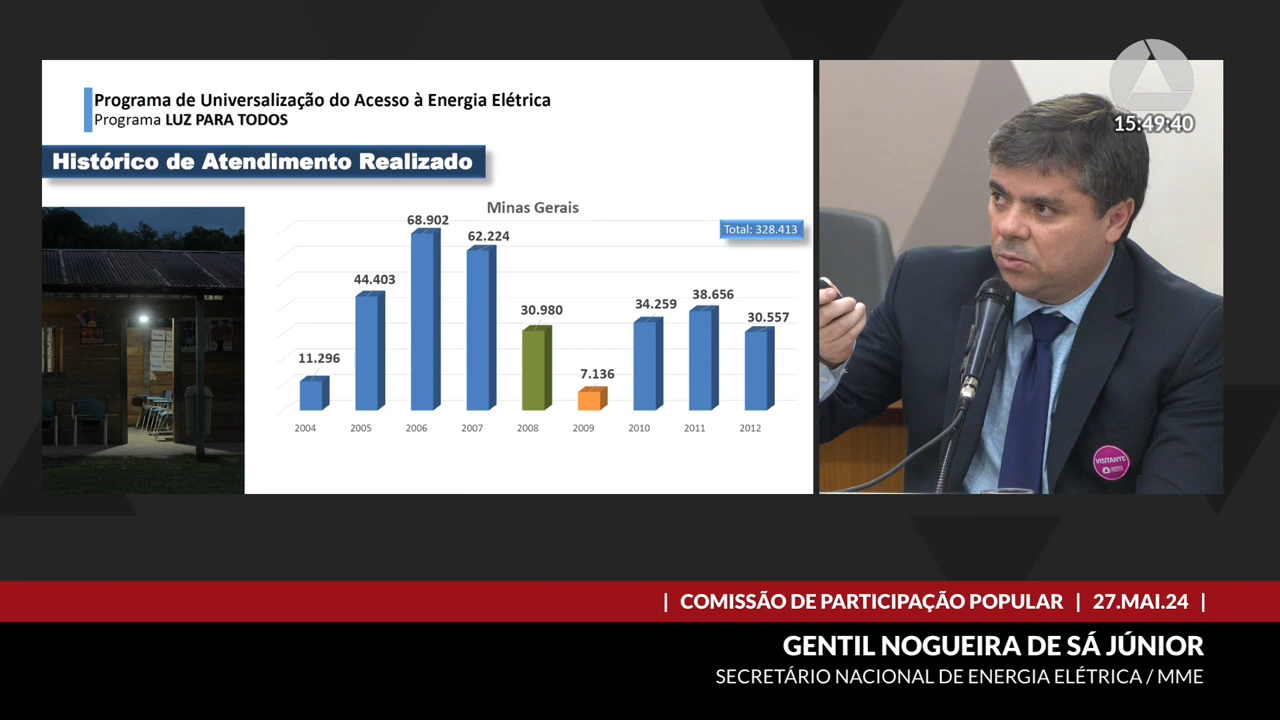 Programa de Universalização do Acesso à Energia Elétrica
Programa LUZ PARA TODOS
Histórico de Atendimento Realizado
Minas Gerais
Total: 328.413
11.296
44.403
68.902
62.224
30.980
7.136
34.259
38.656
30.557
2004 2005 2006 2007 2008 2009 2010 2011 2012
15:49:40
VISITANTE
| COMISSÃO DE PARTICIPAÇÃO POPULAR | 27.MAI.24 |
GENTIL NOGUEIRA DE SÁ JÚNIOR
SECRETÁRIO NACIONAL DE ENERGIA ELÉTRICA / MME